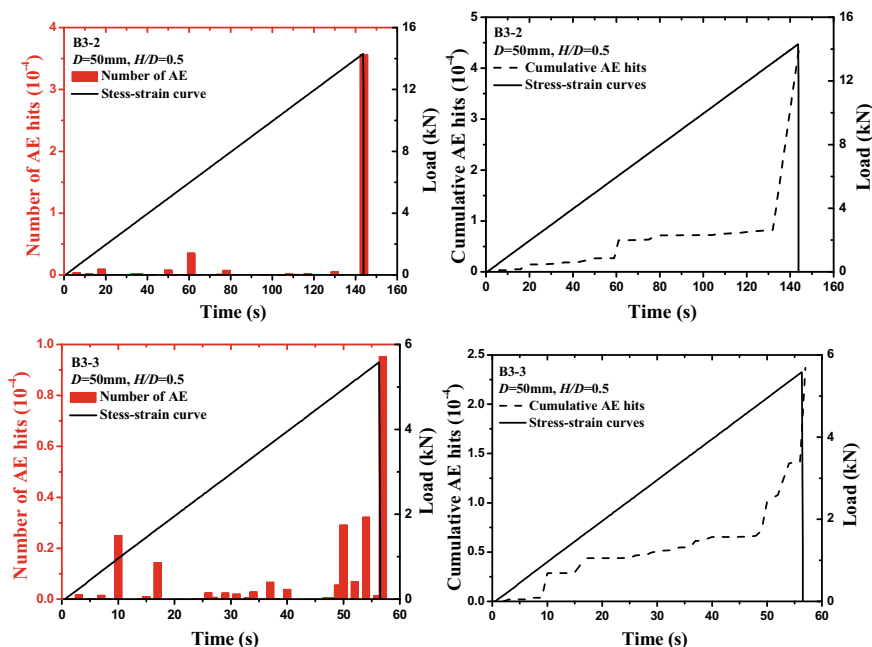 B3-2
D=50mm, H/D=0.5
Number of AE
Stess-strain curve
Number of AE hits (10-4)
4
3
2
1
0
0 20 40 60 80 100 120 140 160
Time (s)
16
12
8
4
0
Load (kN)
B3-2
D=50mm, H/D=0.5
Cumulative AE hits
Stress-strain curves
Cumulative AE hits (10-4)
5
4
3
2
1
0
0 20 40 60 80 100 120 140 160
Time (s)
16
12
8
4
0
Load (kN)
B3-3
D=50mm, H/D=0.5
Number of AE
Stess-strain curve
Number of AE hits (10-4)
1.0
0.8
0.6
0.4
0.2
0.0
0 10 20 30 40 50 60
Time (s)
6
4
2
0
Load (kN)
B3-3
D=50mm, H/D=0.5
Cumulative AE hits
Stress-strain curves
Cumulative AE hits (10-4)
2.5
2.0
1.5
1.0
0.5
0.0
0 10 20 30 40 50 60
Time (s)
6
4
2
0
Load (kN)